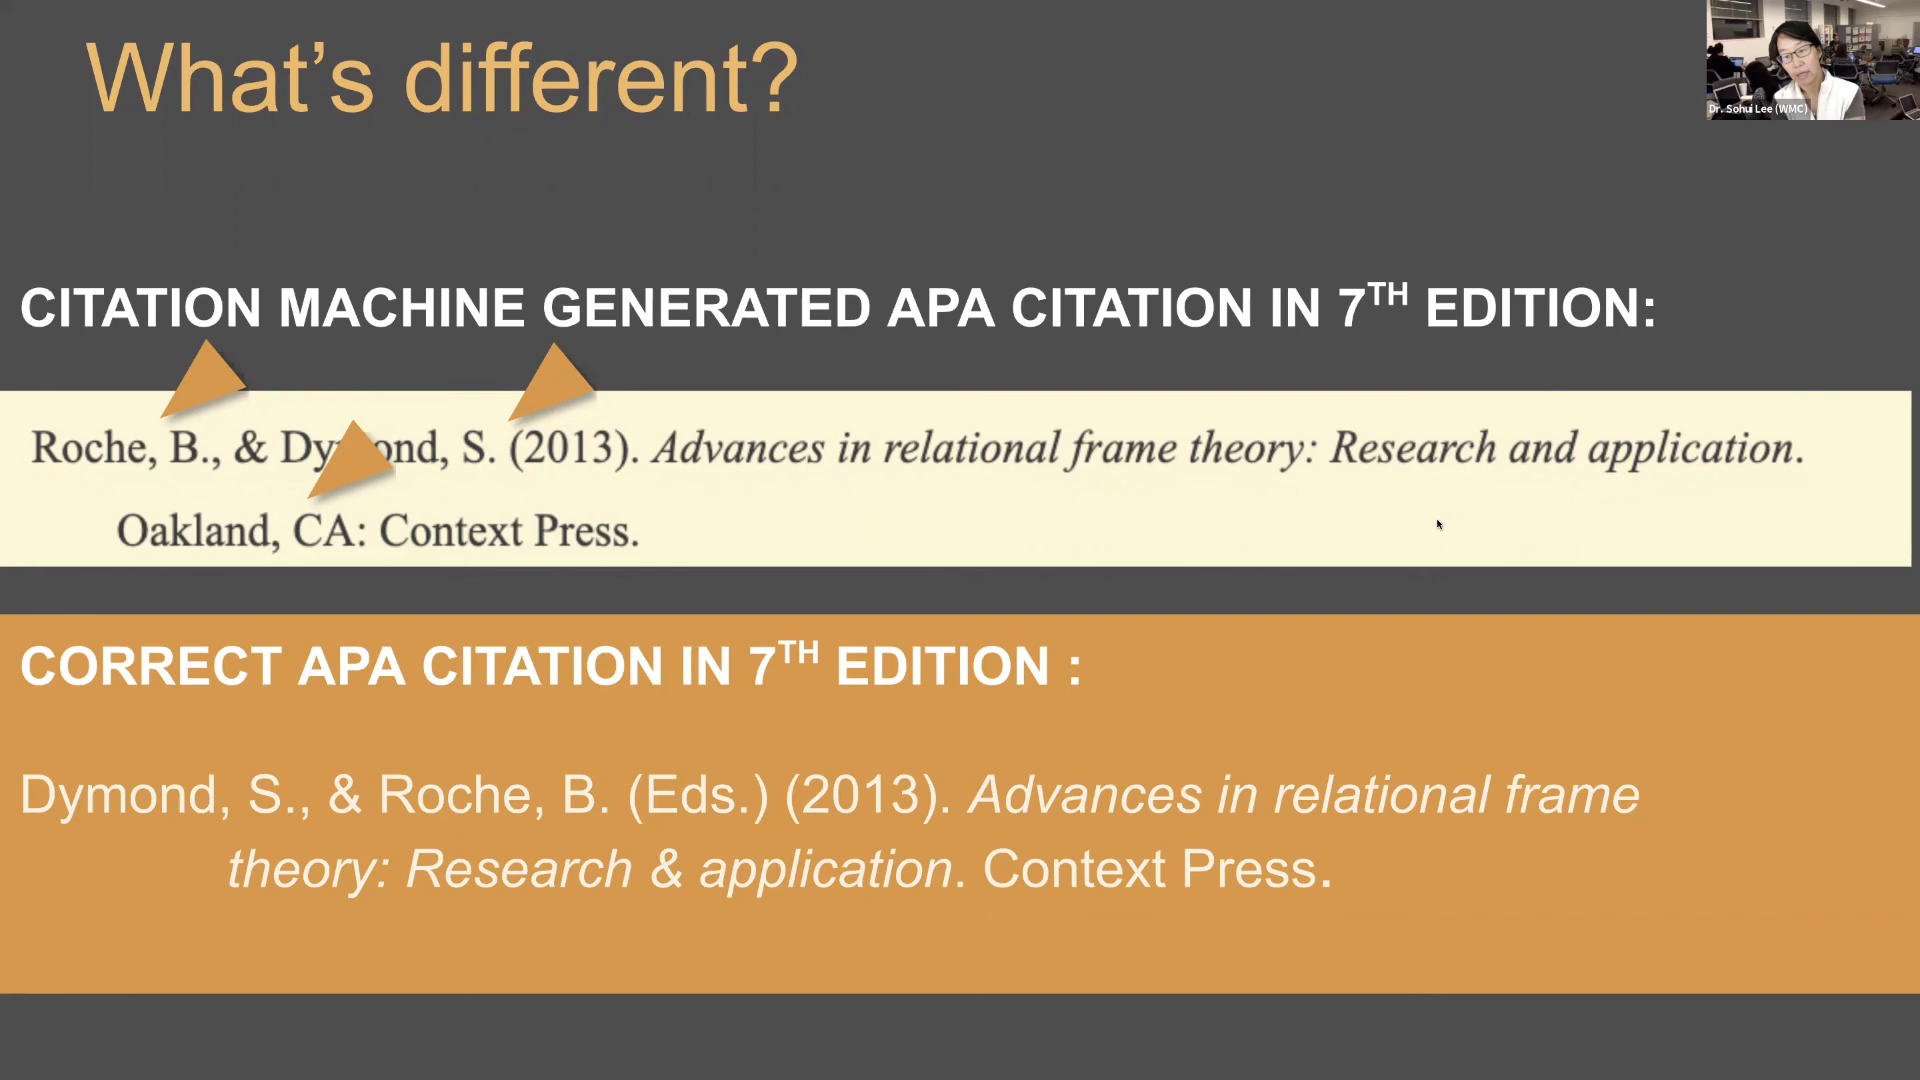 What's different?
Dr. Sohui Lee (WMC)
CITATION MACHINE GENERATED APA CITATION IN 7TH EDITION:
Roche, B., & Dymond, S. (2013). Advances in relational frame theory: Research and application.
Oakland, CA: Context Press.
CORRECT APA CITATION IN 7TH EDITION :
Dymond, S., & Roche, B. (Eds.) (2013). Advances in relational frame
theory: Research & application. Context Press.